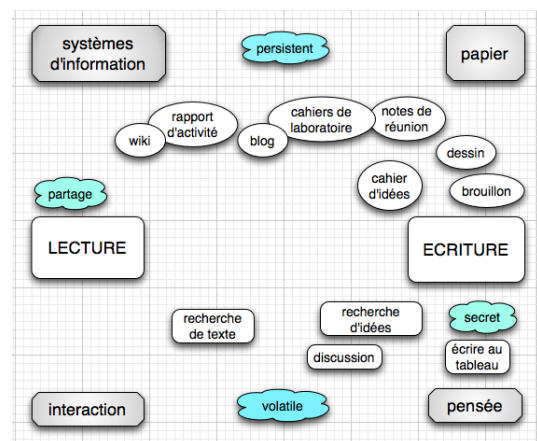 systèmes
d'information
persistent
papier
rapport
d'activité
cahiers de
laboratoire
notes de
réunion
wiki
blog
dessin
cahier
d'idées
brouillon
partage
LECTURE
ECRITURE
recherche
de texte
recherche
d'idées
secret
discussion
écrire au
tableau
interaction
volatile
pensée